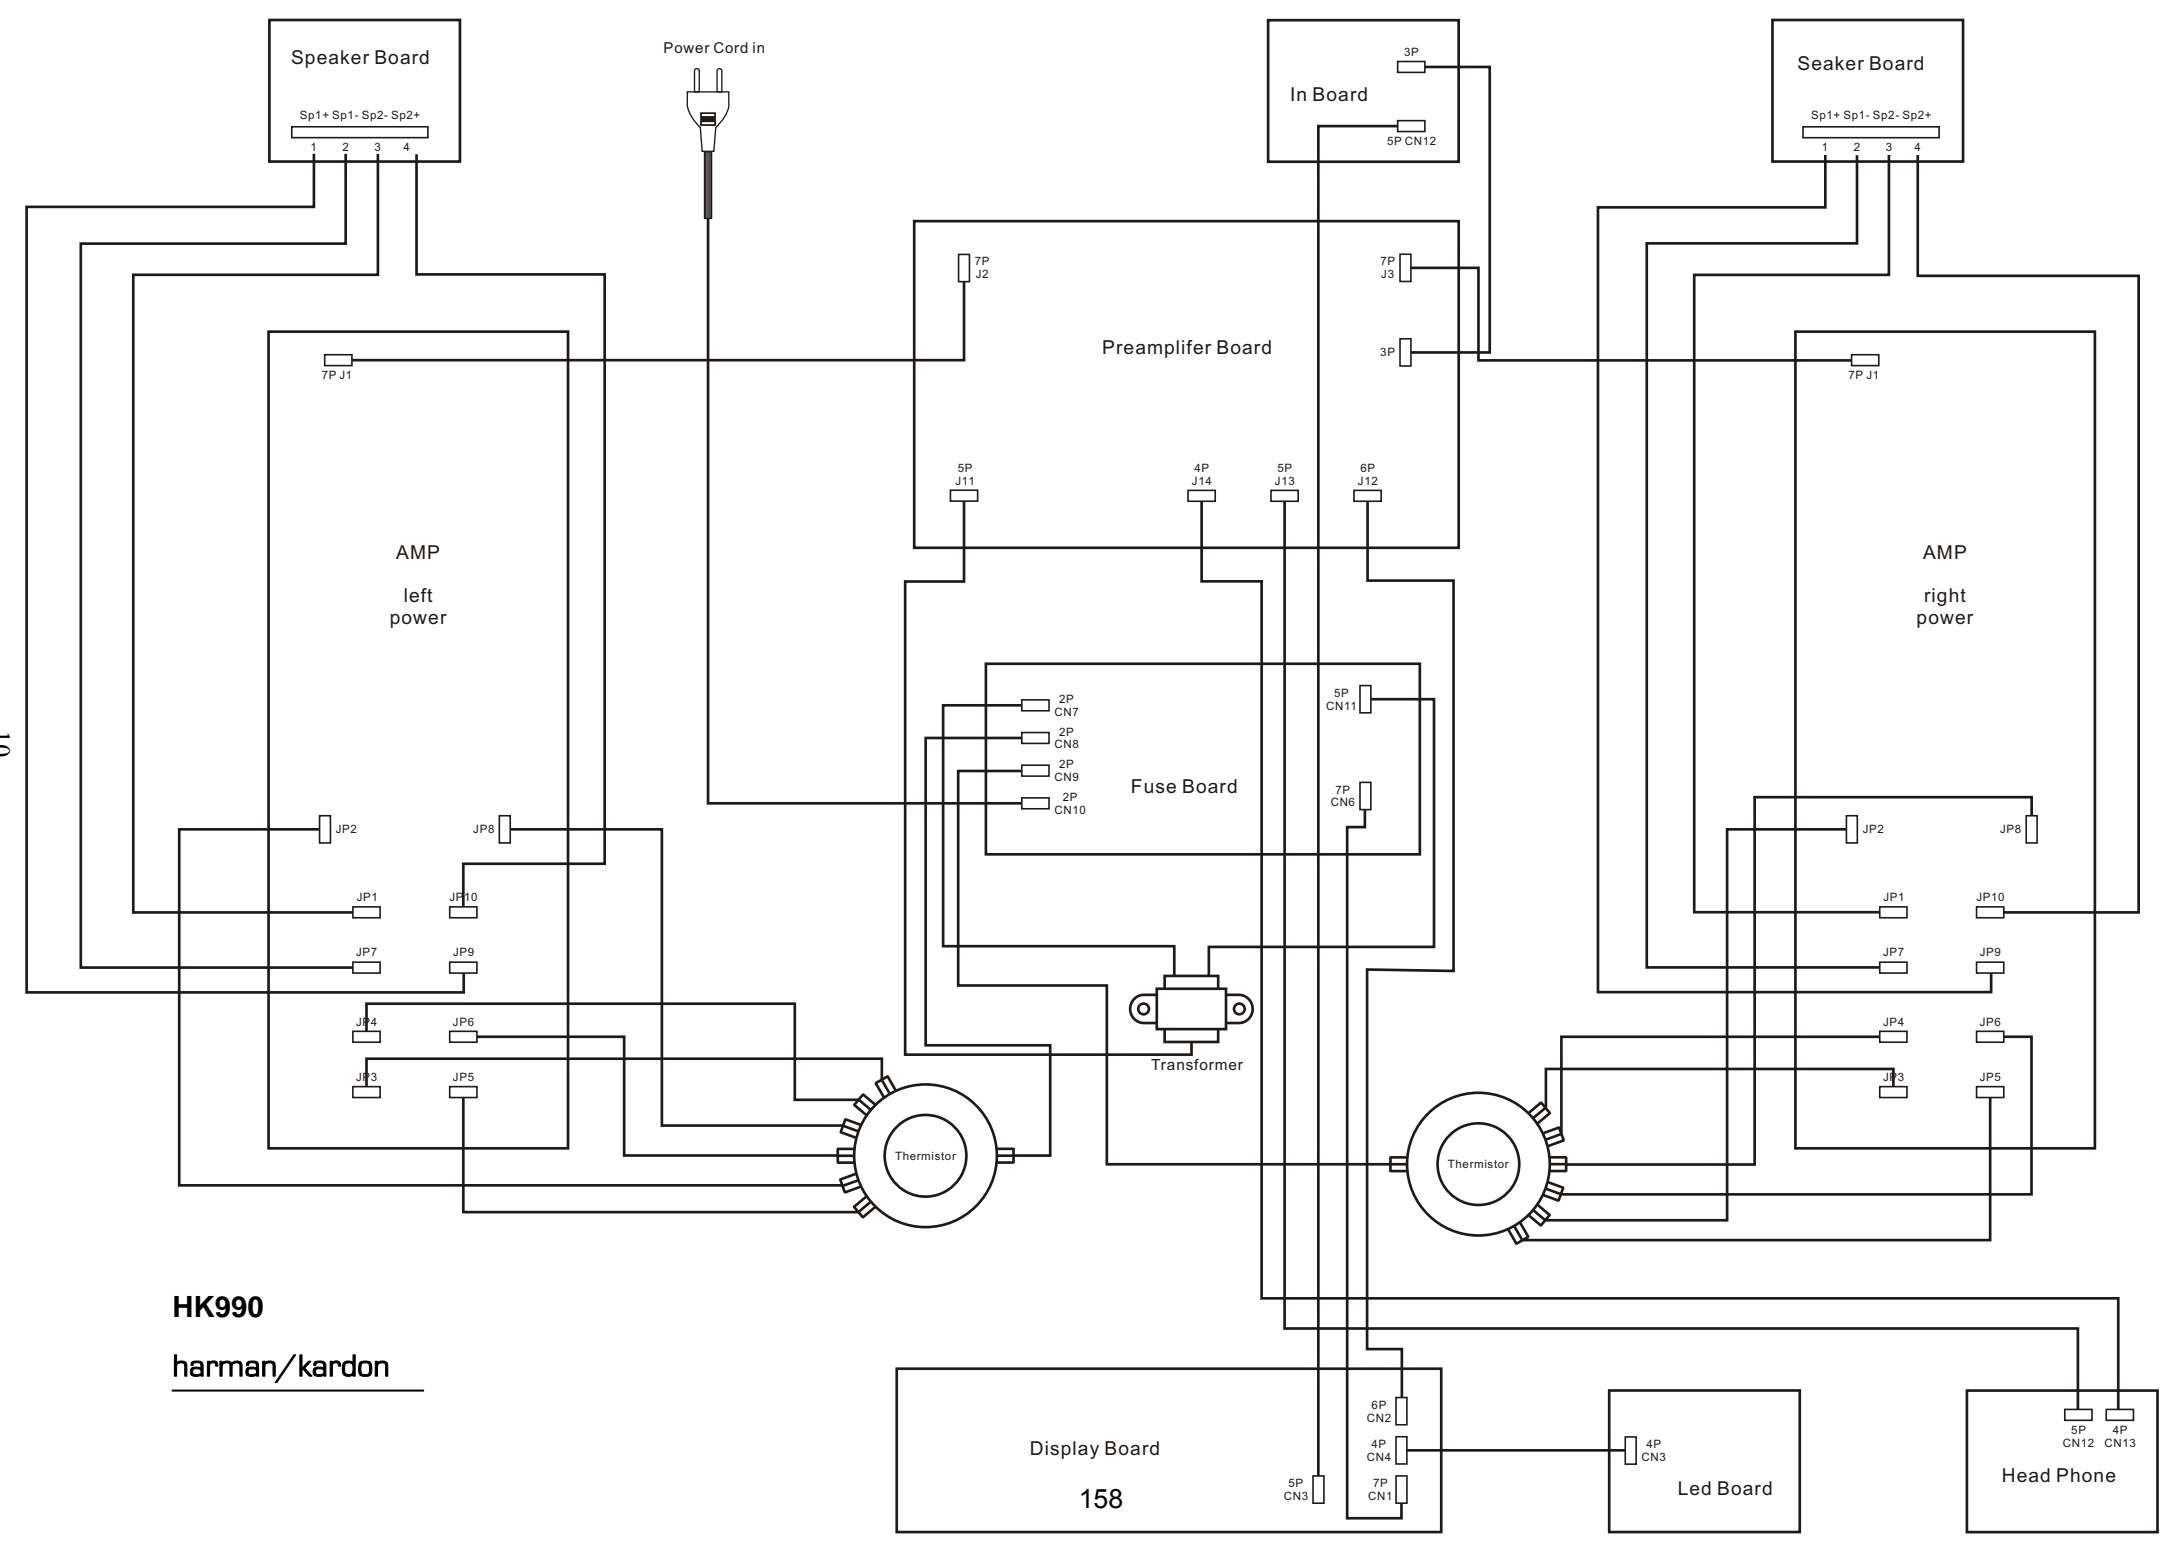 Speaker Board
Sp1+ Sp1- Sp2- Sp2+
1 2 3 4
Power Cord in
3P
In Board
5P CN12
Seaker Board
Sp1+ Sp1- Sp2- Sp2+
1 2 3 4
7P
J2
7P
J3
Preamplifer Board
3P
5P
J11
4P
J14
5P
J13
6P
J12
7P J1
AMP
left
power
JP2
JP8
JP1
JP10
JP7
JP9
JP4
JP6
JP3
JP5
7P J1
AMP
right
power
JP2
JP8
JP1
JP10
JP7
JP9
JP4
JP6
JP3
JP5
2P
CN7
2P
CN8
2P
CN9
2P
CN10
5P
CN11
Fuse Board
7P
CN6
Transformer
Thermistor
Thermistor
10
HK990
harman/kardon
6P
CN2
Display Board
4P
CN4
158
5P
CN3
7P
CN1
4P
CN3
Led Board
5P
CN12
4P
CN13
Head Phone